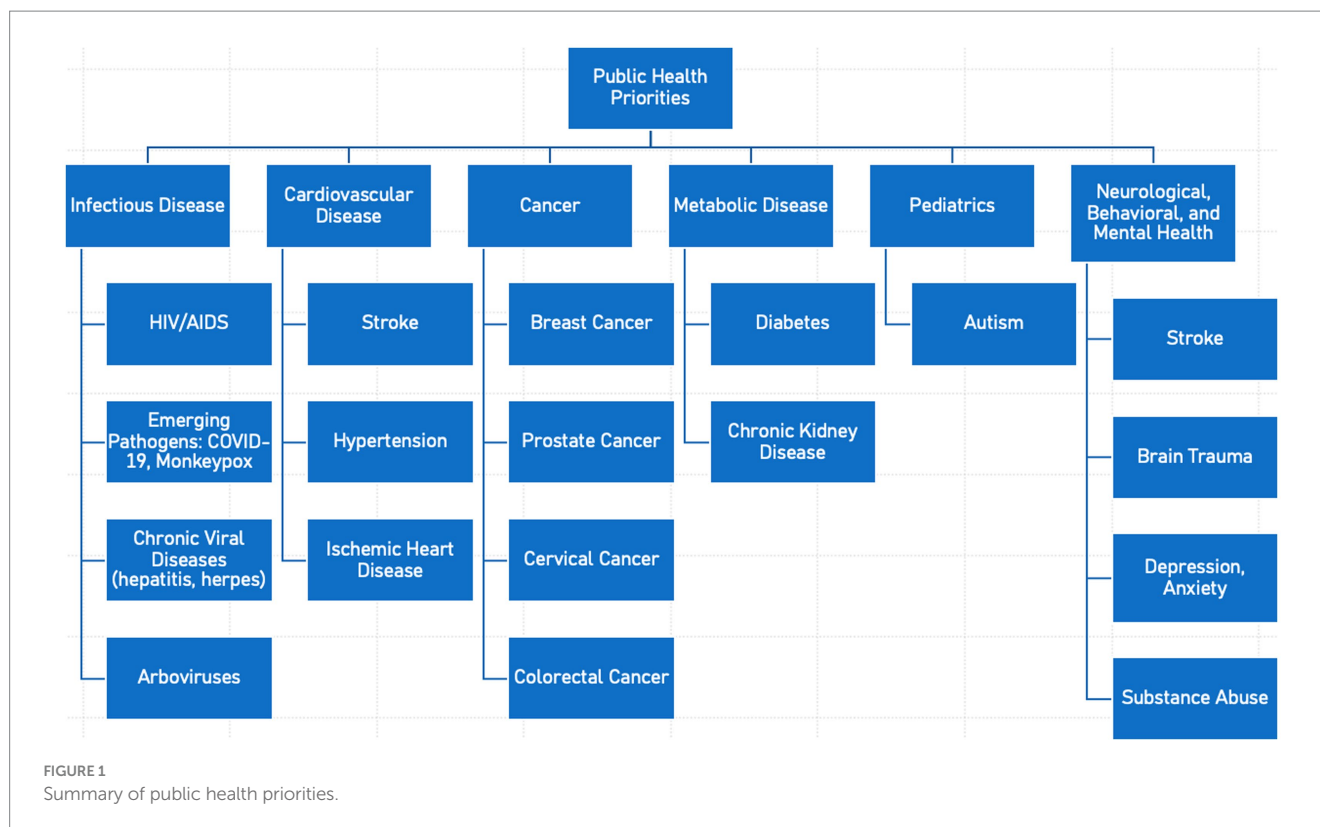 Public Health
Priorities
Infectious Disease
Cardiovascular
Disease
Cancer
Metabolic Disease
Pediatrics
Neurological,
Behavioral, and
Mental Health
HIV/AIDS
Emerging
Pathogens: COVID-
19, Monkeypox
Chronic Viral
Diseases
(hepatitis, herpes)
Arboviruses
Stroke
Hypertension
Ischemic Heart
Disease
Breast Cancer
Prostate Cancer
Cervical Cancer
Colorectal Cancer
Diabetes
Chronic Kidney
Disease
Autism
Stroke
Brain Trauma
Depression,
Anxiety
Substance Abuse
FIGURE 1
Summary of public health priorities.